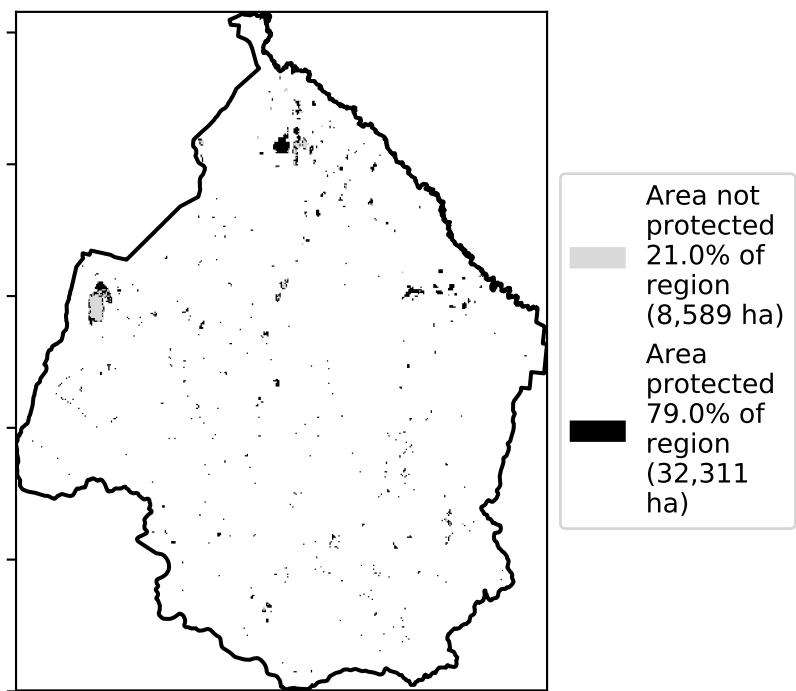 Area not
protected
21.0% of
region
(8,589 ha)
Area
protected
79.0% of
region
(32,311
ha)